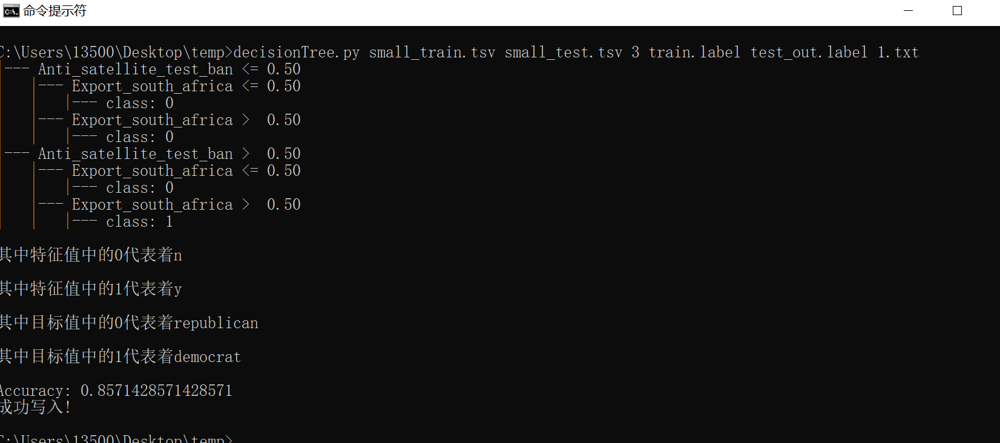 命令提示符
C:\Users\13500\Desktop\temp>decisionTree.py small_train.tsv small_test.tsv 3 train.label test_out.label 1.txt
|--- Anti_satellite_test_ban <= 0.50
|   |--- Export_south_africa <= 0.50
|   |   |--- class: 0
|   |--- Export_south_africa >  0.50
|   |   |--- class: 0
|--- Anti_satellite_test_ban >  0.50
|   |--- Export_south_africa <= 0.50
|   |   |--- class: 0
|   |--- Export_south_africa >  0.50
|   |   |--- class: 1
其中特征值中的0代表着n
其中特征值中的1代表着y
其中目标值中的0代表着republican
其中目标值中的1代表着democrat
Accuracy: 0.8571428571428571
成功写入!
C:\Users\13500\Desktop\temp>